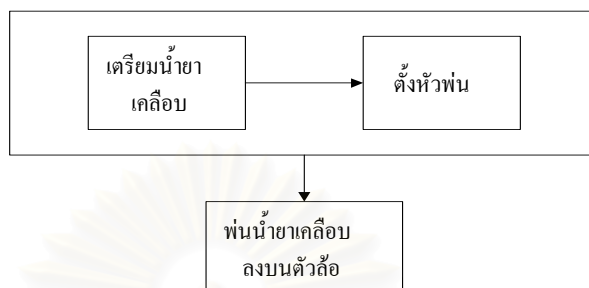 เตรียมน้ำยา
เคลือบ
ตั้งหัวพ่น
พ่นน้ำยาเคลือบ
ลงบนตัวล้อ